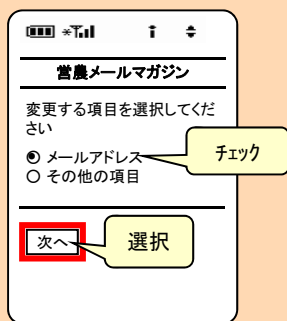 営農メールマガジン
変更する項目を選択してくだ
さい
メールアドレス
チェック
その他の項目
次へ
選択